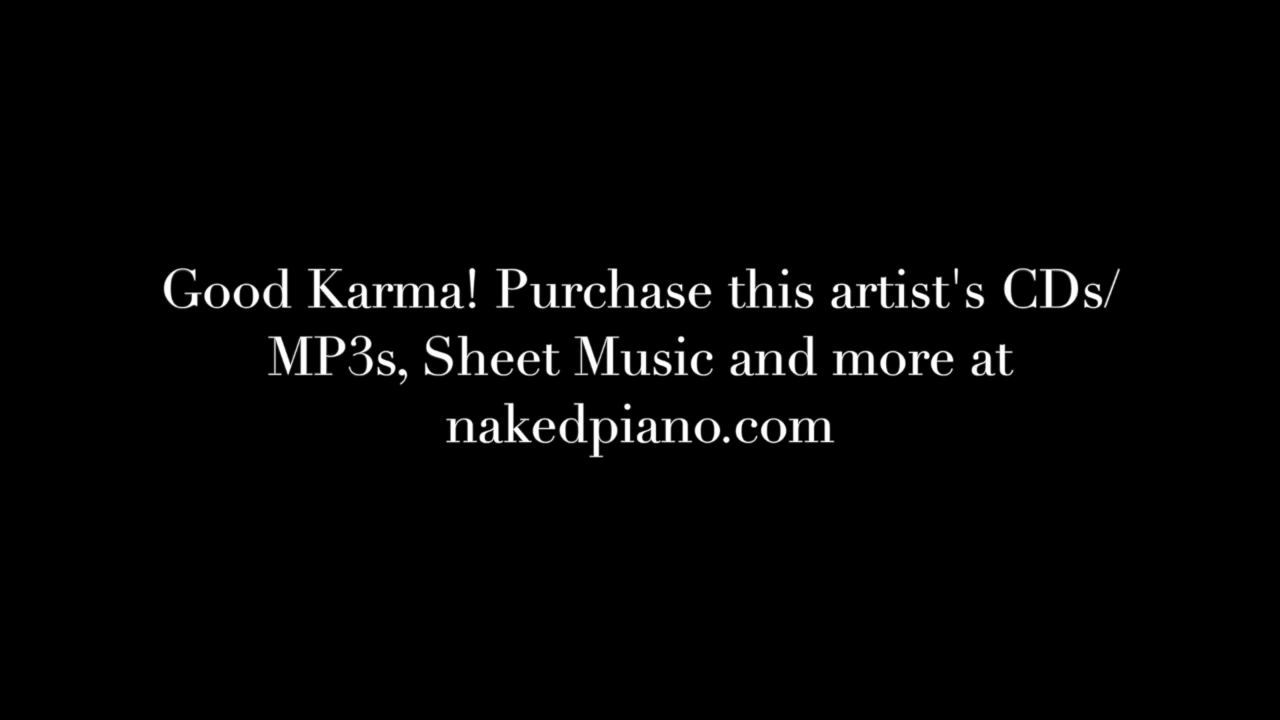 Good Karma! Purchase this artist's CDs/
MP3s, Sheet Music and more at
nakedpiano.com